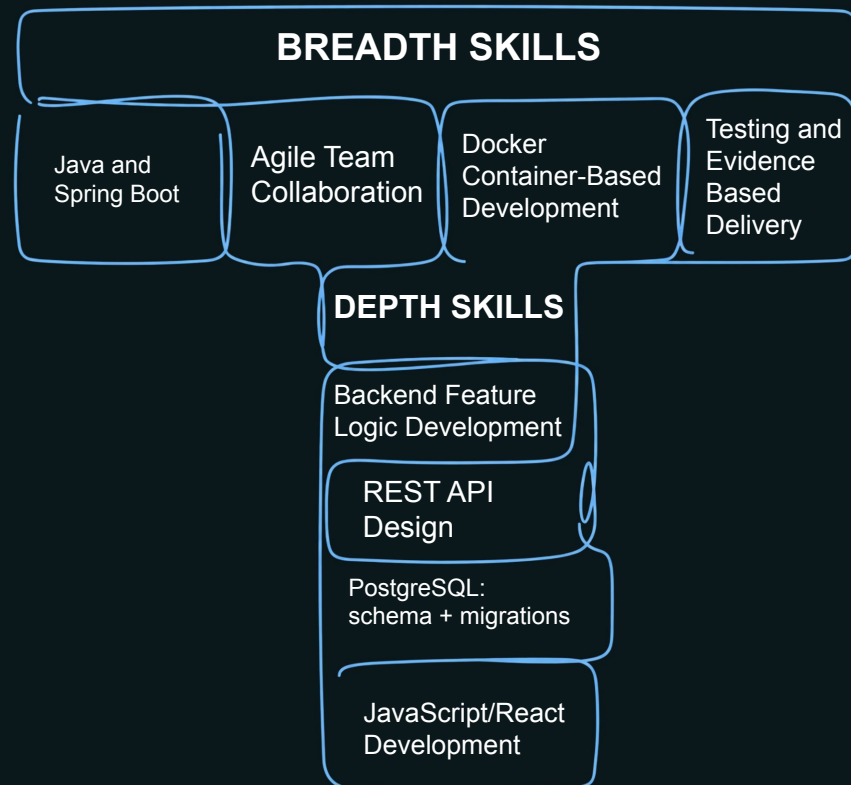 BREADTH SKILLS
Java and
Spring Boot
Agile Team
Collaboration
Docker
Container-Based
Development
Testing and
Evidence
Based
Delivery
DEPTH SKILLS
Backend Feature
Logic Development
REST API
Design
PostgreSQL:
schema + migrations
JavaScript/React
Development